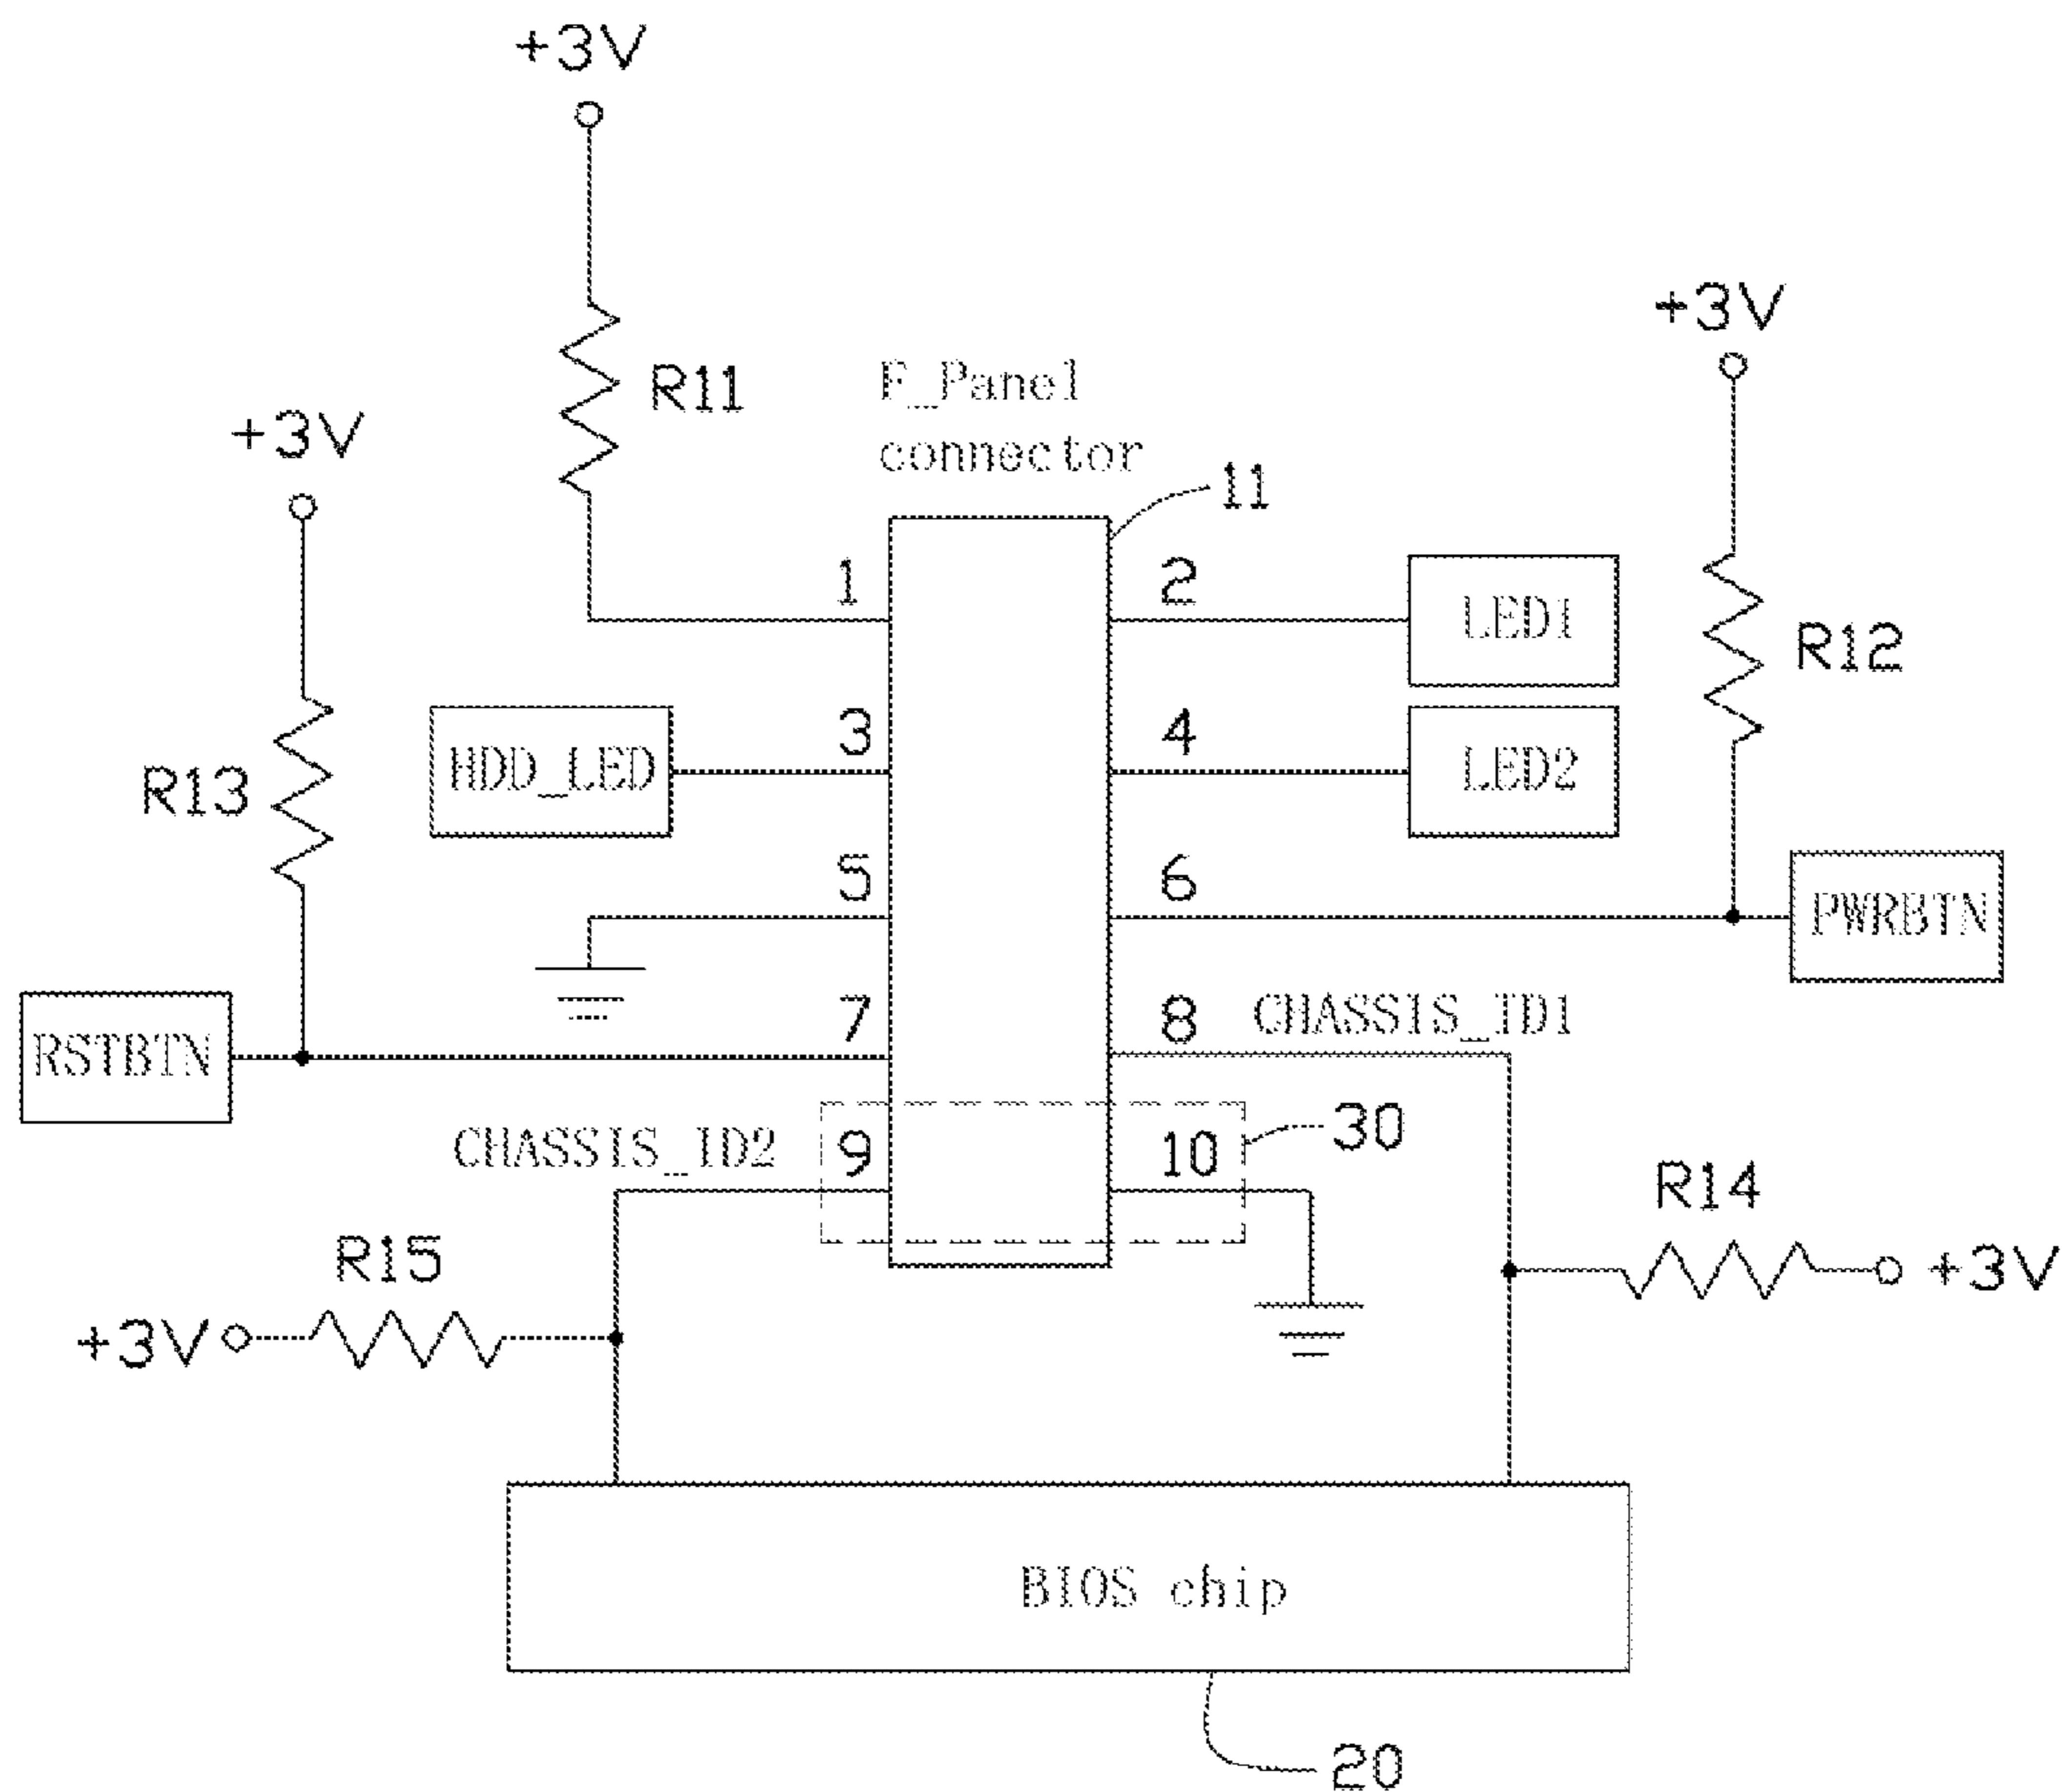 +3V
+3V
F_Panel
connector
R11
+3V
11
1
2
LED1
R12
3
4
HDD_LED
LED2
R13
5
6
PWRBTN
7
8
CHASSIS_ID1
RSTBTN
CHASSIS_ID2
9
10
30
R14
R15
+3V
+3V
BIOS chip
20